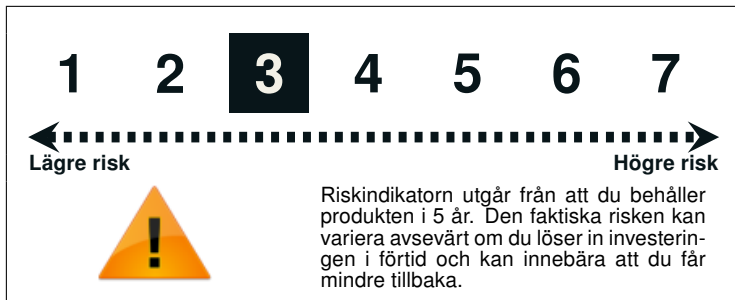 1 2 3 4 5 6 7
Lägre risk Högre risk
!
Riskindikatorn utgår från att du behåller
produkten i 5 år. Den faktiska risken kan
variera avsevärt om du löser in investerin-
gen i förtid och kan innebära att du får
mindre tillbaka.